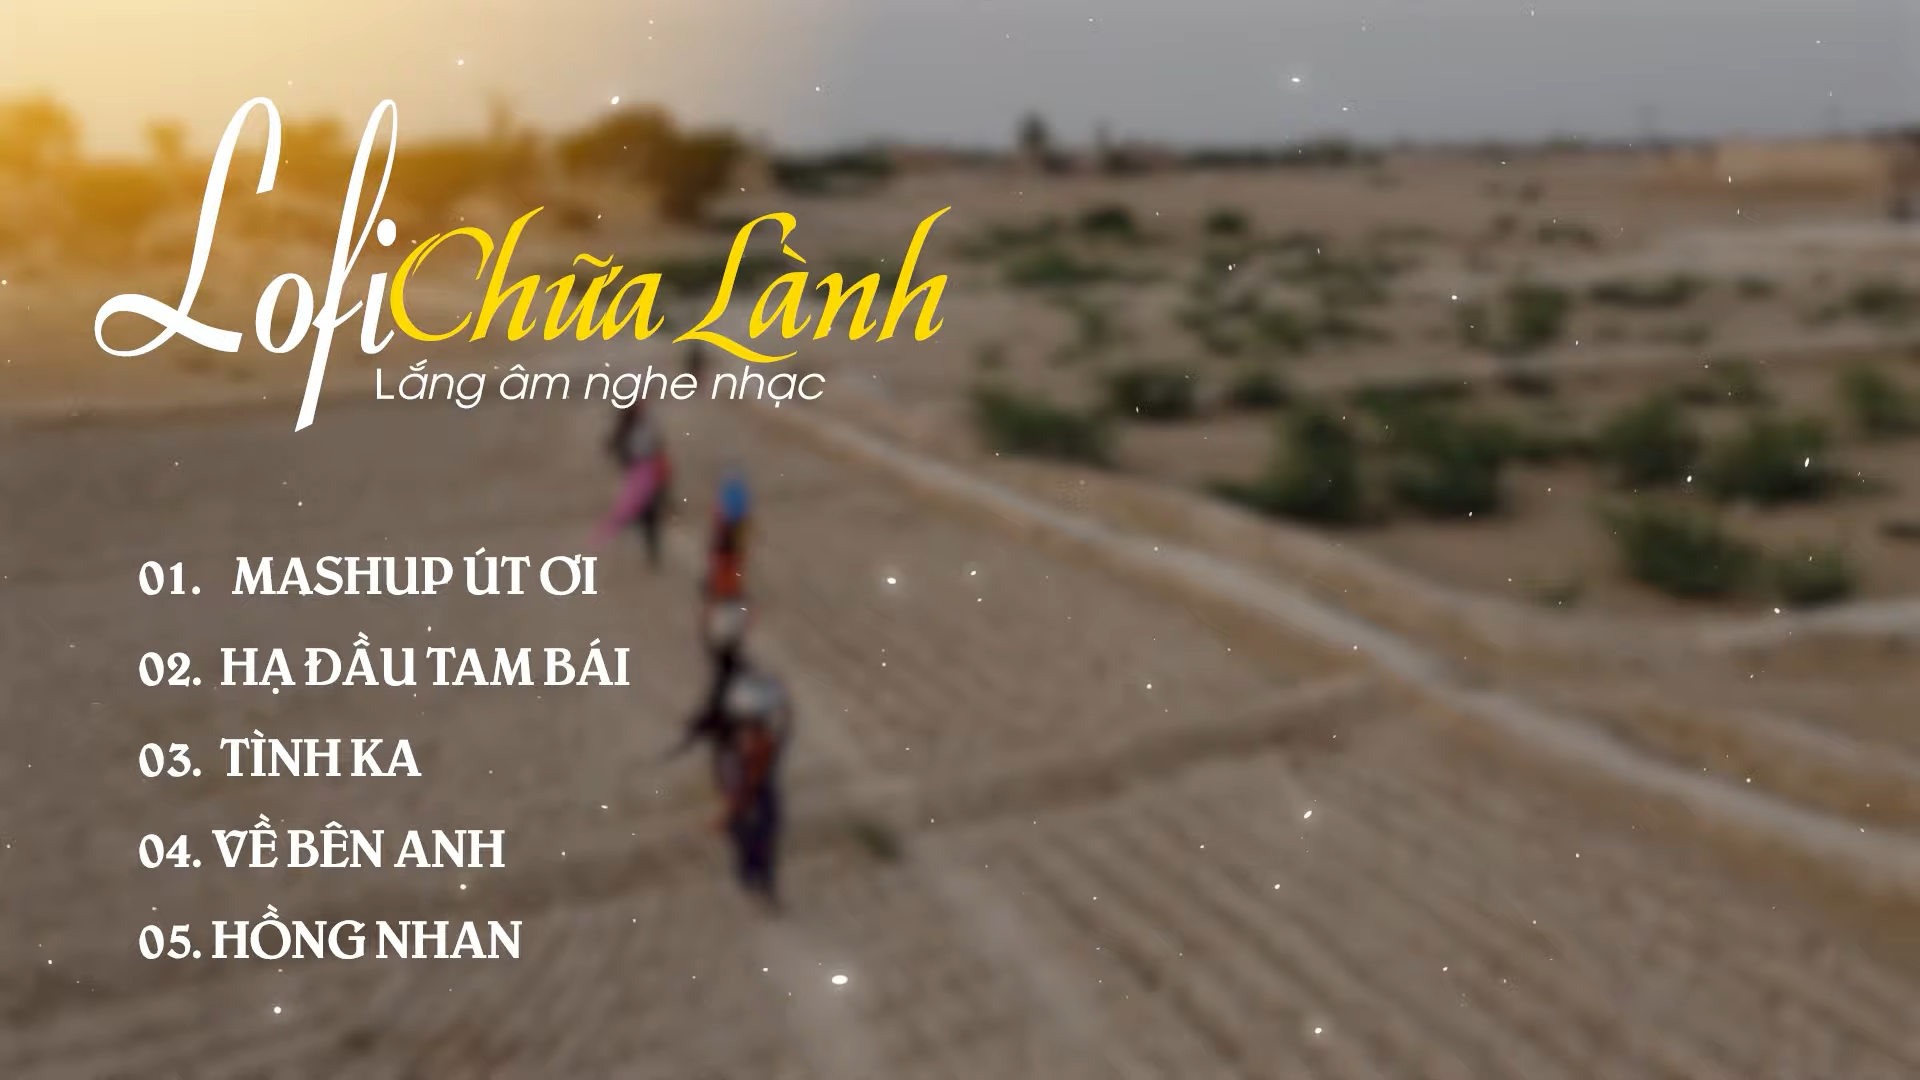 Lofi Chữa Lành
Lắng âm nghe nhạc
01. MASHUP ÚT ƠI
02. HẠ ĐẦU TAM BÁI
03. TÌNH KA
04. VỀ BÊN ANH
05. HỒNG NHAN